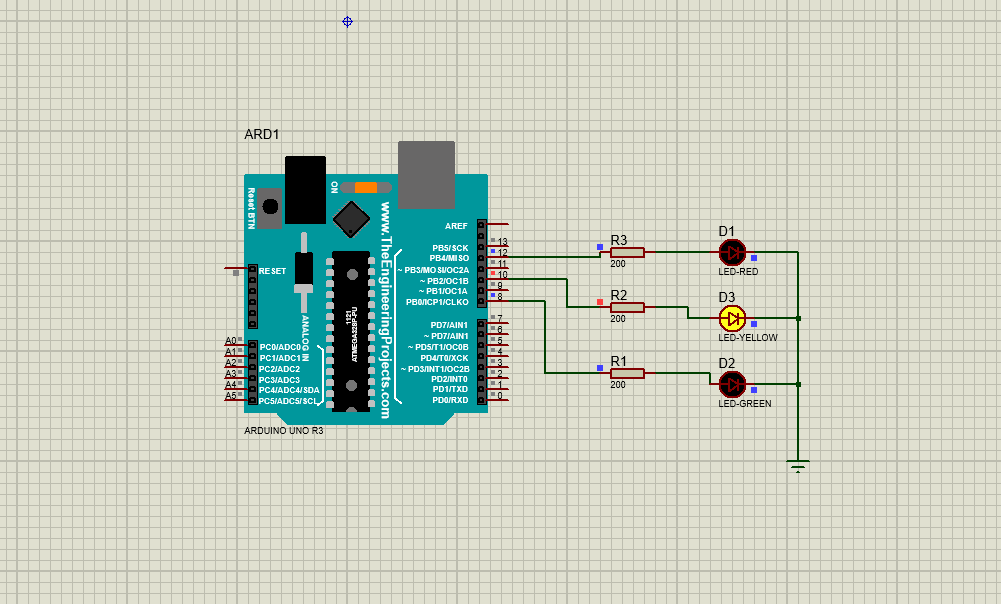 ARD1
Reset BTN
ON
www.TheEngineeringProjects.com
1121
ATMEGA328P-PU
ANALOG IN
RESET
AREF
PB5/SCK
13
PB4/MISO
12
~ PB3/MOSI/OC2A
11
~ PB2/OC1B
10
~ PB1/OC1A
9
PB0/ICP1/CLKO
8
PD7/AIN1
7
~ PD7/AIN1
6
~ PD5/T1/OC0B
5
PD4/T0/XCK
4
~ PD3/INT1/OC2B
3
PD2/INT0
2
PD1/TXD
1
PD0/RXD
0
A0
PC0/ADC0
A1
PC1/ADC1
A2
PC2/ADC2
A3
PC3/ADC3
A4
PC4/ADC4/SDA
A5
PC5/ADC5/SCL
ARDUINO UNO R3
R3
200
D1
LED-RED
R2
200
D3
LED-YELLOW
R1
200
D2
LED-GREEN